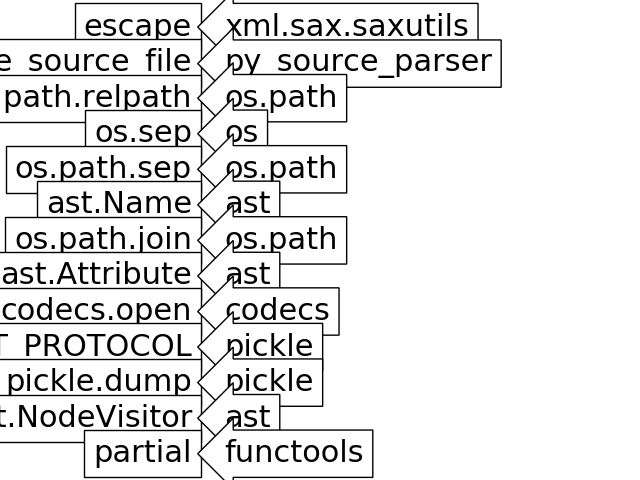 escape xml.sax.saxutils
e_source_file py_source_parser
path.relpath os.path
os.sep os
os.path.sep os.path
ast.Name ast
os.path.join os.path
ast.Attribute ast
codecs.open codecs
T_PROTOCOL pickle
pickle.dump pickle
t.NodeVisitor ast
partial functools